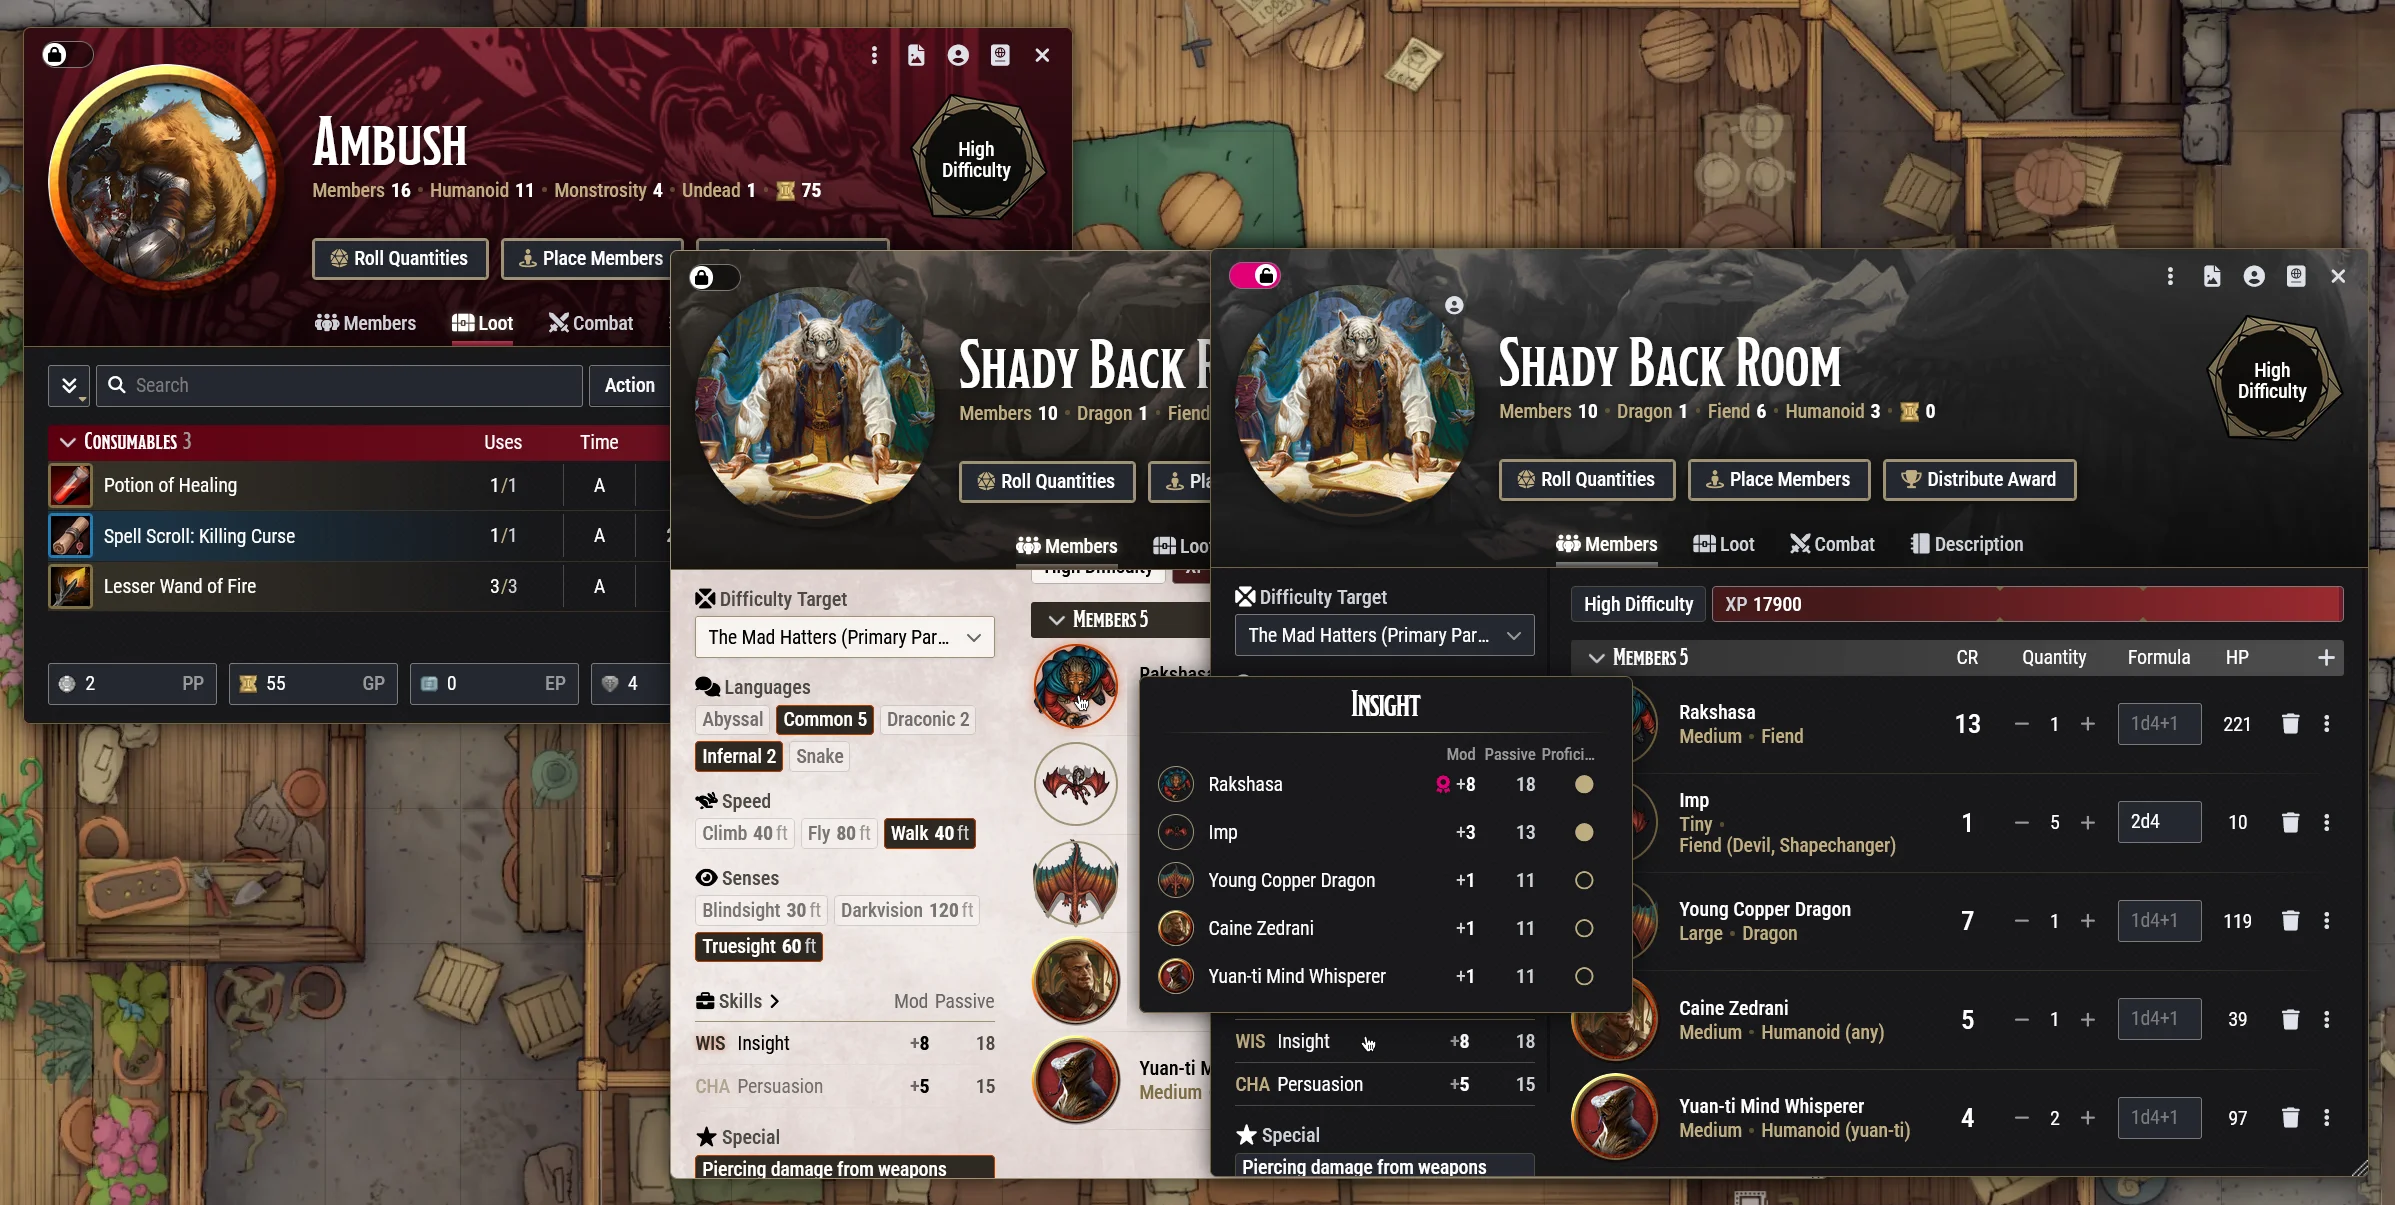 AMBUSH
Members 16 • Humanoid 11 • Monstrosity 4 • Undead 1 • 75
High
Difficulty
Roll Quantities
Place Members
Members
Loot
Combat
Search
Action
CONSUMABLES 3
Uses
Time
Potion of Healing
1/1
A
Spell Scroll: Killing Curse
1/1
A
Lesser Wand of Fire
3/3
A
2 PP
55 GP
0 EP
4
SHADY BACK
Members 10 • Dragon 1 • Fiend
Roll Quantities
Members
Difficulty Target
The Mad Hatters (Primary Par...
Languages
Abyssal
Common 5
Draconic 2
Infernal 2
Snake
Speed
Climb 40 ft
Fly 80 ft
Walk 40 ft
Senses
Blindsight 30 ft
Darkvision 120 ft
Truesight 60 ft
Skills
Mod Passive
WIS Insight +8 18
CHA Persuasion +5 15
Special
Piercing damage from weapons
High Difficulty
MEMBERS 5
Rakshasa
Yuan-ti M
Medium
SHADY BACK ROOM
Members 10 • Dragon 1 • Fiend 6 • Humanoid 3 • 0
High
Difficulty
Roll Quantities
Place Members
Distribute Award
Members
Loot
Combat
Description
Difficulty Target
The Mad Hatters (Primary Par...
INSIGHT
Mod Passive Profici...
Rakshasa +8 18
Imp +3 13
Young Copper Dragon +1 11
Caine Zedrani +1 11
Yuan-ti Mind Whisperer +1 11
WIS Insight +8 18
CHA Persuasion +5 15
Special
Piercing damage from weapons
High Difficulty
XP 17900
MEMBERS 5
CR
Quantity
Formula
HP
+
Rakshasa
Medium • Fiend
13
− 1 +
1d4+1
221
Imp
Tiny •
Fiend (Devil, Shapechanger)
1
− 5 +
2d4
10
Young Copper Dragon
Large • Dragon
7
− 1 +
1d4+1
119
Caine Zedrani
Medium • Humanoid (any)
5
− 1 +
1d4+1
39
Yuan-ti Mind Whisperer
Medium • Humanoid (yuan-ti)
4
− 2 +
1d4+1
97